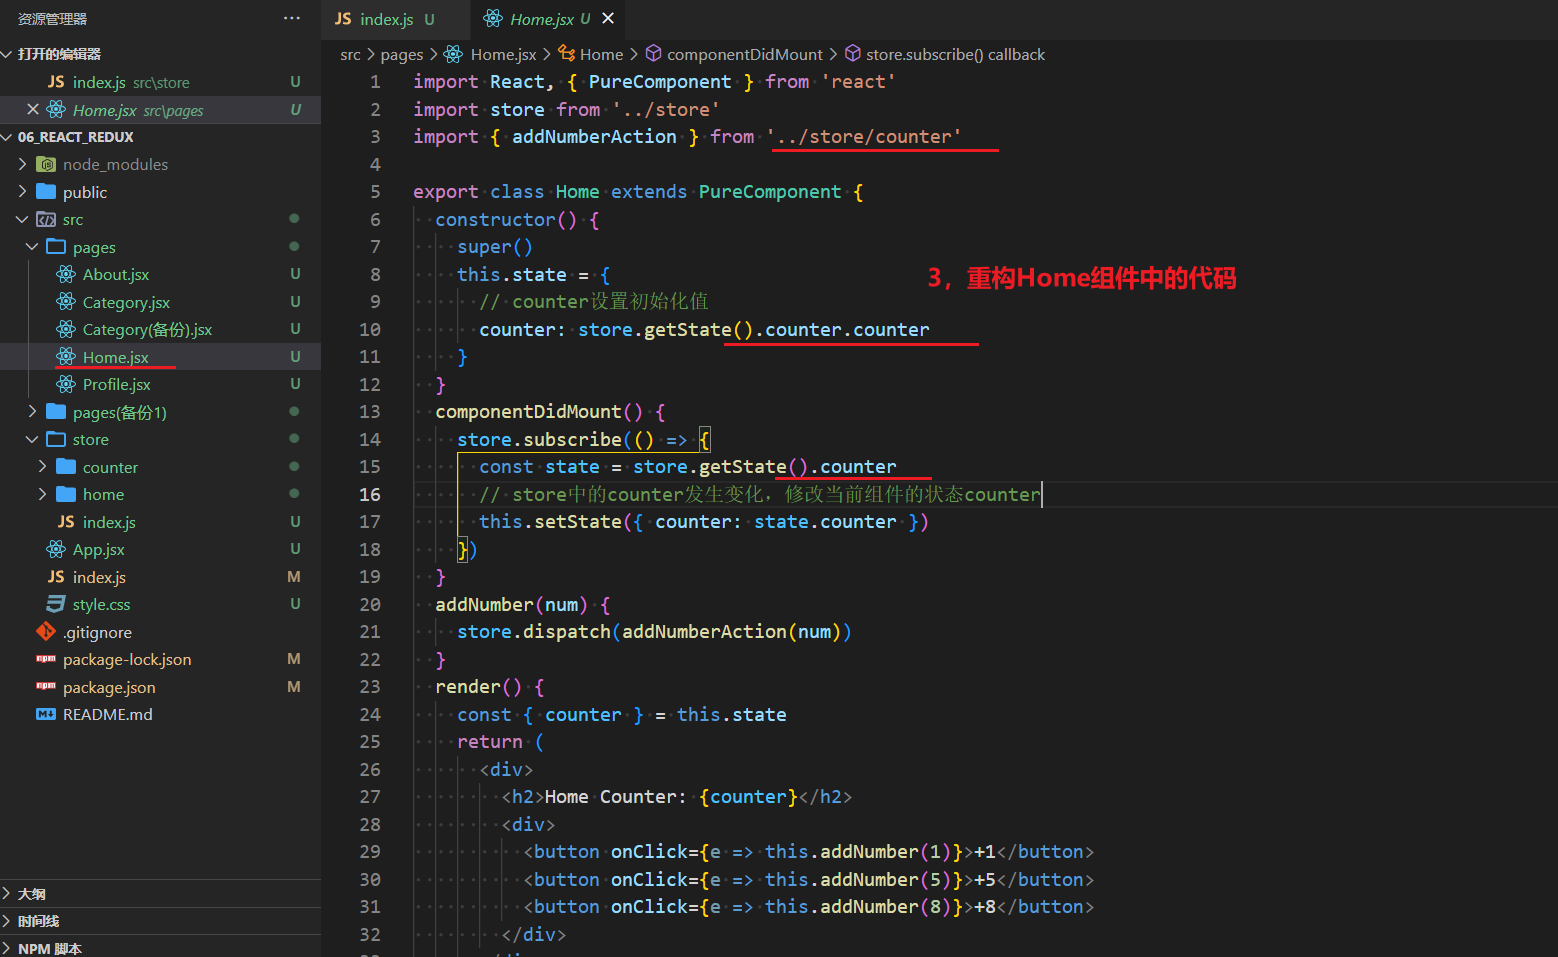 资源管理器 ···
打开的编辑器
JS index.js src\store U
Home.jsx src\pages U
06_REACT_REDUX
node_modules
public
src
pages
About.jsx U
Category.jsx U
Category(备份).jsx U
Home.jsx U
Profile.jsx U
pages(备份1)
store
counter
home
JS index.js U
App.jsx U
JS index.js M
style.css U
.gitignore
package-lock.json M
package.json M
README.md
大纲
时间线
NPM 脚本
JS index.js U Home.jsx U
src > pages > Home.jsx > Home > componentDidMount > store.subscribe() callback
1 import React, { PureComponent } from 'react'
2 import store from '../store'
3 import { addNumberAction } from '../store/counter'
4
5 export class Home extends PureComponent {
6 constructor() {
7 super()
8 this.state = {
3，重构Home组件中的代码
9 // counter设置初始化值
10 counter: store.getState().counter.counter
11 }
12 }
13 componentDidMount() {
14 store.subscribe(() => {
15 const state = store.getState().counter
16 // store中的counter发生变化，修改当前组件的状态counter
17 this.setState({ counter: state.counter })
18 })
19 }
20 addNumber(num) {
21 store.dispatch(addNumberAction(num))
22 }
23 render() {
24 const { counter } = this.state
25 return (
26 <div>
27 <h2>Home Counter: {counter}</h2>
28 <div>
29 <button onClick={e => this.addNumber(1)}>+1</button>
30 <button onClick={e => this.addNumber(5)}>+5</button>
31 <button onClick={e => this.addNumber(8)}>+8</button>
32 </div>